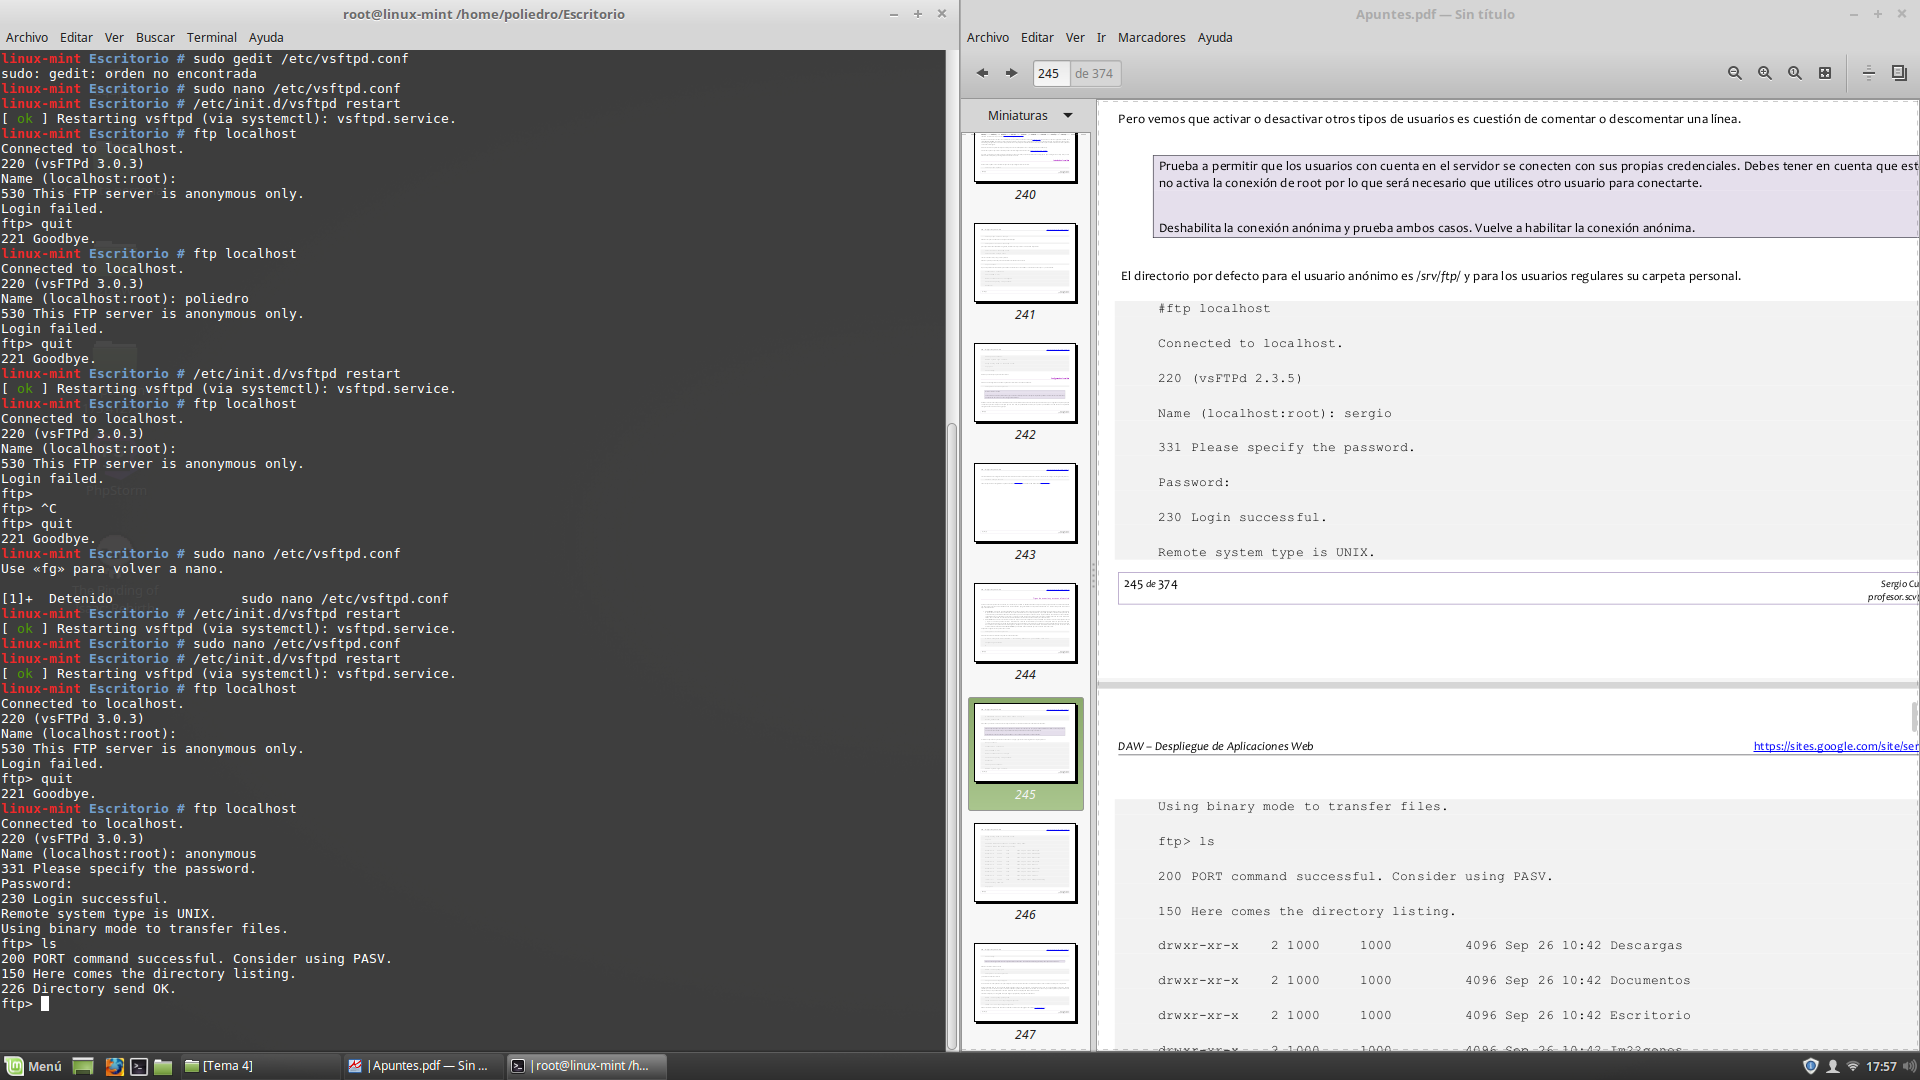 root@linux-mint /home/poliedro/Escritorio
Archivo Editar Ver Buscar Terminal Ayuda
linux-mint Escritorio # sudo gedit /etc/vsftpd.conf
sudo: gedit: orden no encontrada
linux-mint Escritorio # sudo nano /etc/vsftpd.conf
linux-mint Escritorio # /etc/init.d/vsftpd restart
[ ok ] Restarting vsftpd (via systemctl): vsftpd.service.
linux-mint Escritorio # ftp localhost
Connected to localhost.
220 (vsFTPd 3.0.3)
Name (localhost:root):
530 This FTP server is anonymous only.
Login failed.
ftp> quit
221 Goodbye.
linux-mint Escritorio # ftp localhost
Connected to localhost.
220 (vsFTPd 3.0.3)
Name (localhost:root): poliedro
530 This FTP server is anonymous only.
Login failed.
ftp> quit
221 Goodbye.
linux-mint Escritorio # /etc/init.d/vsftpd restart
[ ok ] Restarting vsftpd (via systemctl): vsftpd.service.
linux-mint Escritorio # ftp localhost
Connected to localhost.
220 (vsFTPd 3.0.3)
Name (localhost:root):
530 This FTP server is anonymous only.
Login failed.
ftp>
ftp> ^C
ftp> quit
221 Goodbye.
linux-mint Escritorio # sudo nano /etc/vsftpd.conf
Use «fg» para volver a nano.
[1]+  Detenido                sudo nano /etc/vsftpd.conf
linux-mint Escritorio # /etc/init.d/vsftpd restart
[ ok ] Restarting vsftpd (via systemctl): vsftpd.service.
linux-mint Escritorio # sudo nano /etc/vsftpd.conf
linux-mint Escritorio # /etc/init.d/vsftpd restart
[ ok ] Restarting vsftpd (via systemctl): vsftpd.service.
linux-mint Escritorio # ftp localhost
Connected to localhost.
220 (vsFTPd 3.0.3)
Name (localhost:root):
530 This FTP server is anonymous only.
Login failed.
ftp> quit
221 Goodbye.
linux-mint Escritorio # ftp localhost
Connected to localhost.
220 (vsFTPd 3.0.3)
Name (localhost:root): anonymous
331 Please specify the password.
Password:
230 Login successful.
Remote system type is UNIX.
Using binary mode to transfer files.
ftp> ls
200 PORT command successful. Consider using PASV.
150 Here comes the directory listing.
226 Directory send OK.
ftp>
PhpStorm
Apuntes.pdf — Sin título
Archivo Editar Ver Ir Marcadores Ayuda
245 de 374
Miniaturas
240
241
242
243
244
245
246
247
Pero vemos que activar o desactivar otros tipos de usuarios es cuestión de comentar o descomentar una línea.
Prueba a permitir que los usuarios con cuenta en el servidor se conecten con sus propias credenciales. Debes tener en cuenta que est
no activa la conexión de root por lo que será necesario que utilices otro usuario para conectarte.
Deshabilita la conexión anónima y prueba ambos casos. Vuelve a habilitar la conexión anónima.
El directorio por defecto para el usuario anónimo es /srv/ftp/ y para los usuarios regulares su carpeta personal.
#ftp localhost
Connected to localhost.
220 (vsFTPd 2.3.5)
Name (localhost:root): sergio
331 Please specify the password.
Password:
230 Login successful.
Remote system type is UNIX.
245 de 374
Sergio Cu
profesor.scv
DAW – Despliegue de Aplicaciones Web
https://sites.google.com/site/ser
Using binary mode to transfer files.
ftp> ls
200 PORT command successful. Consider using PASV.
150 Here comes the directory listing.
drwxr-xr-x    2 1000     1000         4096 Sep 26 10:42 Descargas
drwxr-xr-x    2 1000     1000         4096 Sep 26 10:42 Documentos
drwxr-xr-x    2 1000     1000         4096 Sep 26 10:42 Escritorio
drwxr-xr-x    2 1000     1000         4096 Sep 26 10:42 Im??genes
Menú
[Tema 4]
Apuntes.pdf — Sin ...
root@linux-mint /h...
17:57